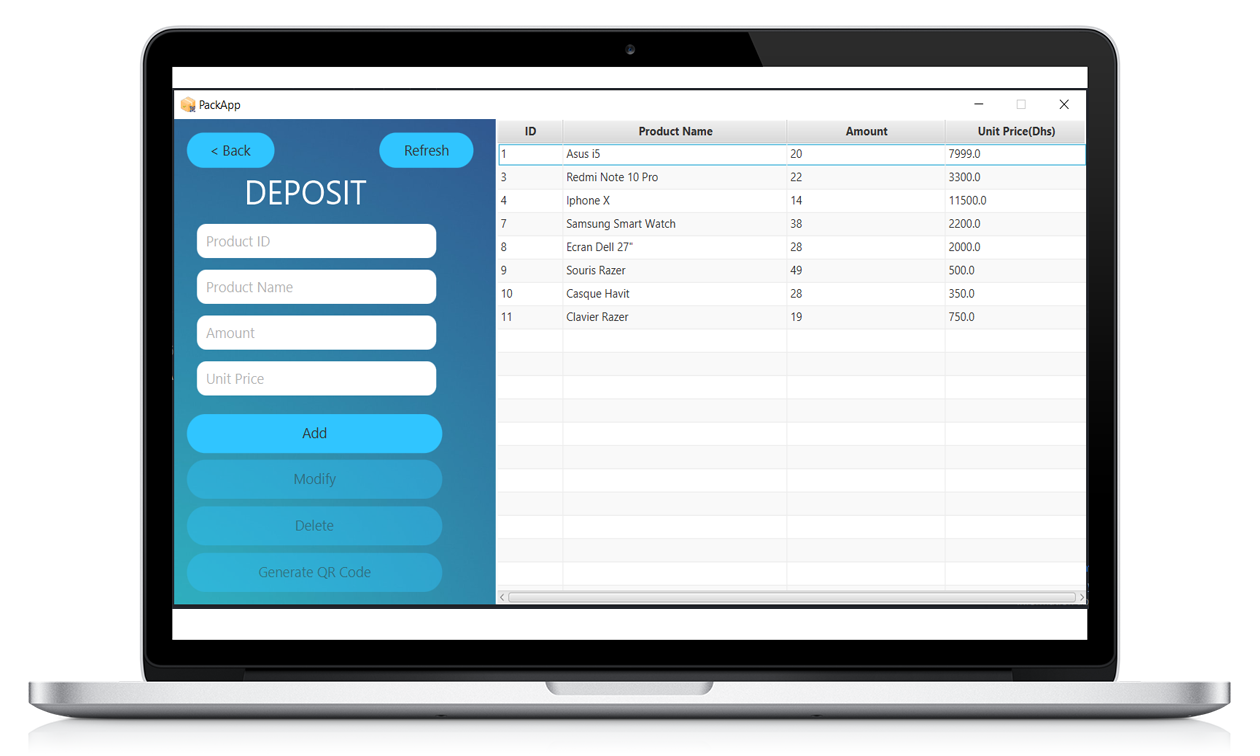 PackApp
< Back
Refresh
DEPOSIT
Product ID
Product Name
Amount
Unit Price
Add
Modify
Delete
Generate QR Code
ID Product Name Amount Unit Price(Dhs)
1 Asus i5 20 7999.0
3 Redmi Note 10 Pro 22 3300.0
4 Iphone X 14 11500.0
7 Samsung Smart Watch 38 2200.0
8 Ecran Dell 27" 28 2000.0
9 Souris Razer 49 500.0
10 Casque Havit 28 350.0
11 Clavier Razer 19 750.0